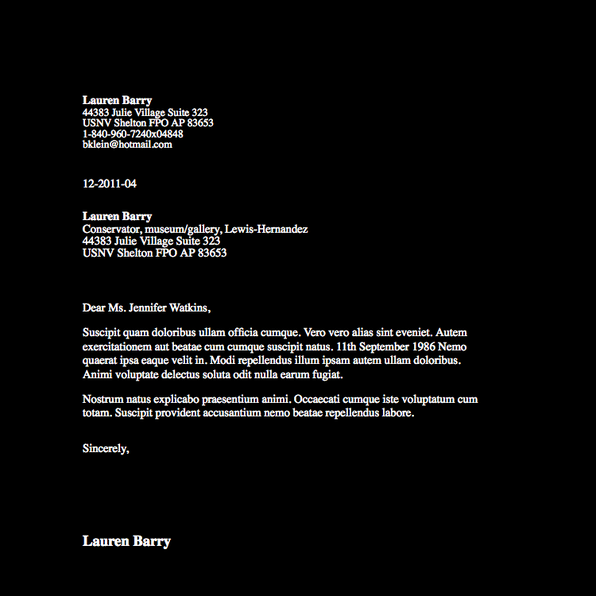 Lauren Barry
44383 Julie Village Suite 323
USNV Shelton FPO AP 83653
1-840-960-7240x04848
bklein@hotmail.com
12-2011-04
Lauren Barry
Conservator, museum/gallery, Lewis-Hernandez
44383 Julie Village Suite 323
USNV Shelton FPO AP 83653
Dear Ms. Jennifer Watkins,
Suscipit quam doloribus ullam officia cumque. Vero vero alias sint eveniet. Autem
exercitationem aut beatae cum cumque suscipit natus. 11th September 1986 Nemo
quaerat ipsa eaque velit in. Modi repellendus illum ipsam autem ullam doloribus.
Animi voluptate delectus soluta odit nulla earum fugiat.
Nostrum natus explicabo praesentium animi. Occaecati cumque iste voluptatum cum
totam. Suscipit provident accusantium nemo beatae repellendus labore.
Sincerely,
Lauren Barry